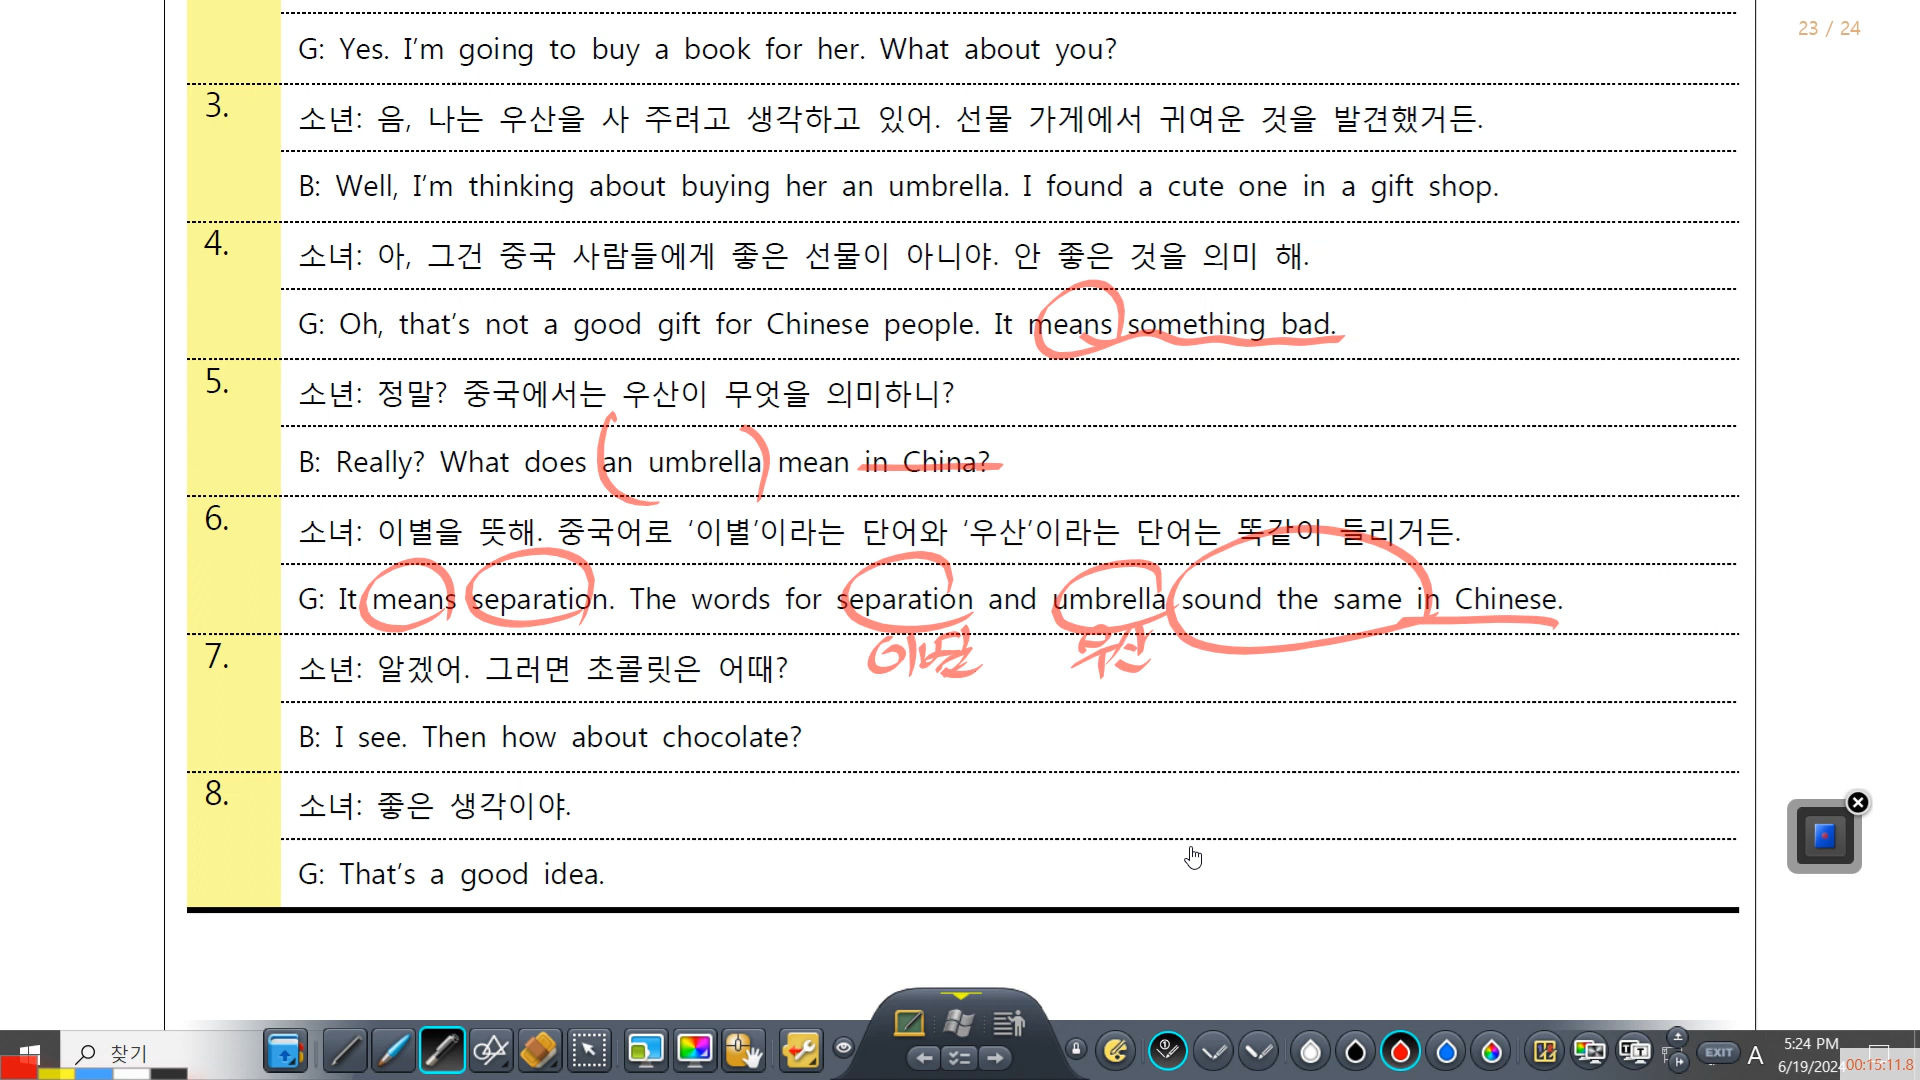 23 / 24
G: Yes. I'm going to buy a book for her. What about you?
3.
소년: 음, 나는 우산을 사 주려고 생각하고 있어. 선물 가게에서 귀여운 것을 발견했거든.
B: Well, I'm thinking about buying her an umbrella. I found a cute one in a gift shop.
4.
소녀: 아, 그건 중국 사람들에게 좋은 선물이 아니야. 안 좋은 것을 의미 해.
G: Oh, that's not a good gift for Chinese people. It means something bad.
5.
소년: 정말? 중국에서는 우산이 무엇을 의미하니?
B: Really? What does an umbrella mean in China?
6.
소녀: 이별을 뜻해. 중국어로 '이별'이라는 단어와 '우산'이라는 단어는 똑같이 들리거든.
G: It means separation. The words for separation and umbrella sound the same in Chinese.
이별 우산
7.
소년: 알겠어. 그러면 초콜릿은 어때?
B: I see. Then how about chocolate?
8.
소녀: 좋은 생각이야.
G: That's a good idea.
찾기
EXIT
A
5:24 PM
6/19/2024
00:15:11.8